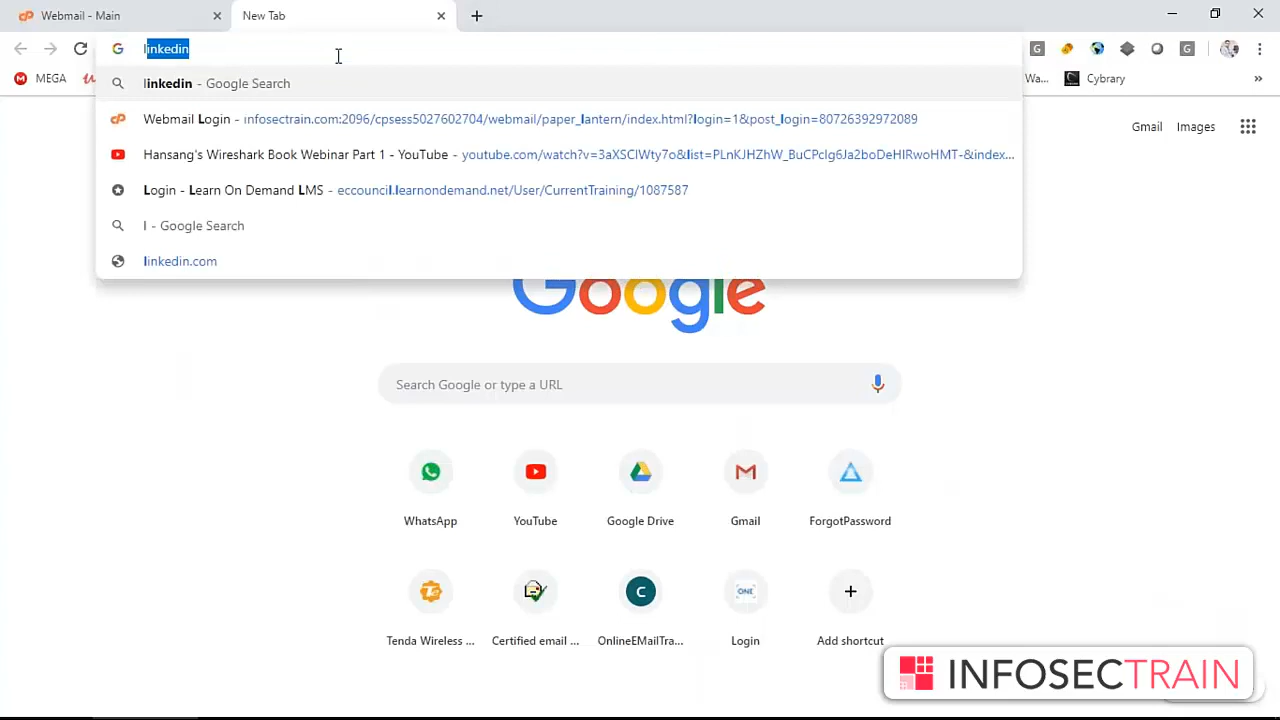 Webmail - Main
New Tab
linkedin
MEGA
Wa...
Cybrary
linkedin - Google Search
Webmail Login - infosectrain.com:2096/cpsess5027602704/webmail/paper_lantern/index.html?login=1&post_login=80726392972089
Hansang's Wireshark Book Webinar Part 1 - YouTube - youtube.com/watch?v=3aXSClWty7o&list=PLnKJHZhW_BuCPcIg6Ja2boDeHIRwoHMT-&index...
Login - Learn On Demand LMS - eccouncil.learnondemand.net/User/CurrentTraining/1087587
l - Google Search
linkedin.com
Gmail
Images
Google
Search Google or type a URL
WhatsApp
YouTube
Google Drive
Gmail
ForgotPassword
Tenda Wireless ...
Certified email ...
C
OnlineEMailTra...
ONE
Login
Add shortcut
INFOSECTRAIN